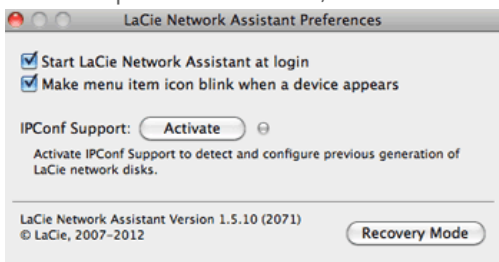 LaCie Network Assistant Preferences
Start LaCie Network Assistant at login
Make menu item icon blink when a device appears
IPConf Support: Activate
Activate IPConf Support to detect and configure previous generation of
LaCie network disks.
LaCie Network Assistant Version 1.5.10 (2071)
© LaCie, 2007-2012
Recovery Mode